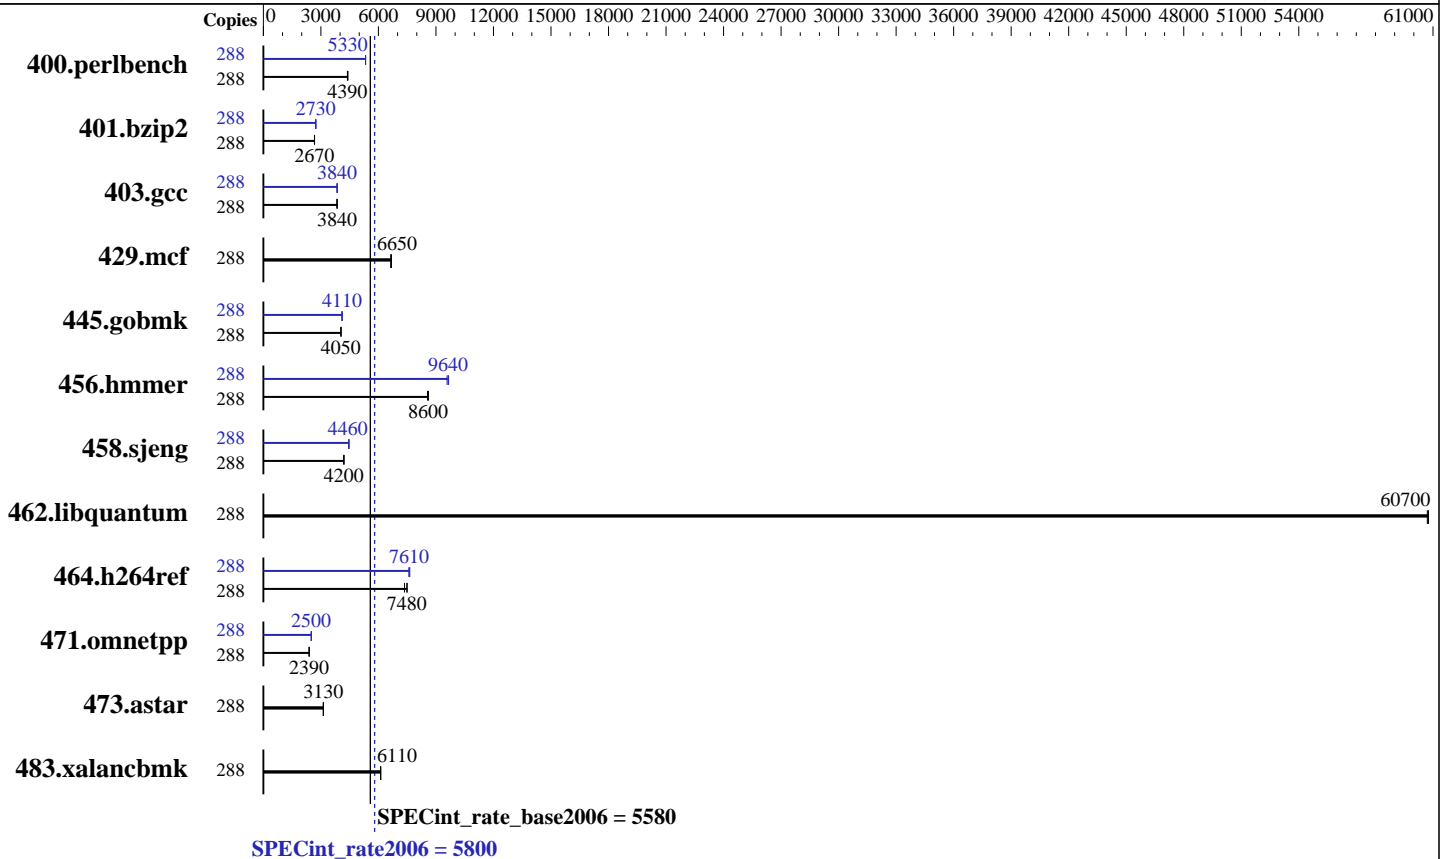 Copies 0 3000 6000 9000 12000 15000 18000 21000 24000 27000 30000 33000 36000 39000 42000 45000 48000 51000 54000 61000
400.perlbench 288 5330
288 4390
401.bzip2 288 2730
288 2670
403.gcc 288 3840
288 3840
429.mcf 288 6650
445.gobmk 288 4110
288 4050
456.hmmer 288 9640
288 8600
458.sjeng 288 4460
288 4200
462.libquantum 288 60700
464.h264ref 288 7610
288 7480
471.omnetpp 288 2500
288 2390
473.astar 288 3130
483.xalancbmk 288 6110
SPECint_rate_base2006 = 5580
SPECint_rate2006 = 5800